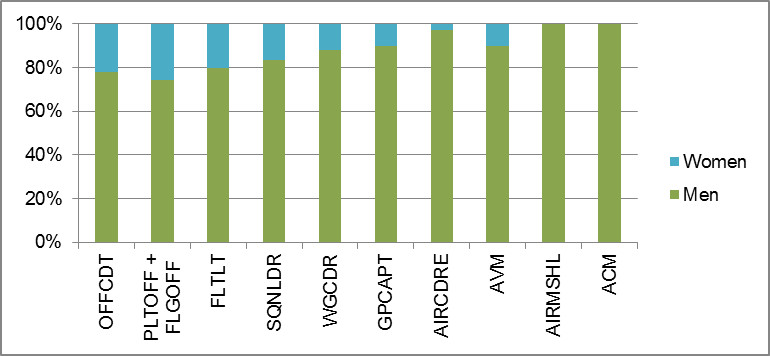 100%
80%
60%
40%
20%
0%
OFFCDT
PLTOFF +
FLGOFF
FLTLT
SQNLDR
WGCDR
GPCAPT
AIRCDRE
AVM
AIRMSHL
ACM
Women
Men